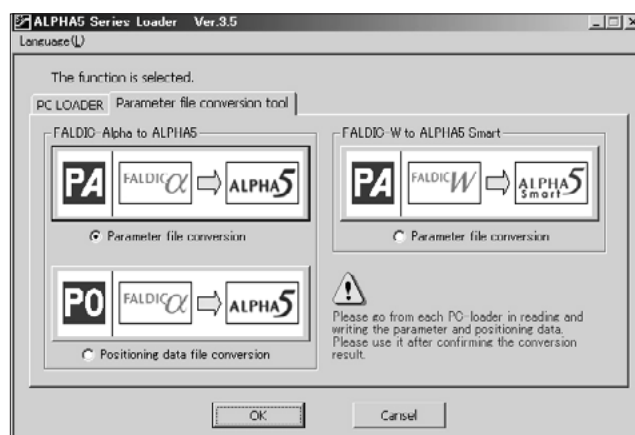 ALPHA5 Series Loader   Ver.3.5
Language(L)
The function is selected.
PC LOADER   Parameter file conversion tool
FALDIC-Alpha to ALPHA5
PA FALDIC α ALPHA5
Parameter file conversion
PO FALDIC α ALPHA5
Positioning data file conversion
FALDIC-W to ALPHA5 Smart
PA FALDIC W ALPHA5 Smart
Parameter file conversion
Please go from each PC-loader in reading and
writing the parameter and positioning data.
Please use it after confirming the conversion
result.
OK   Cansel